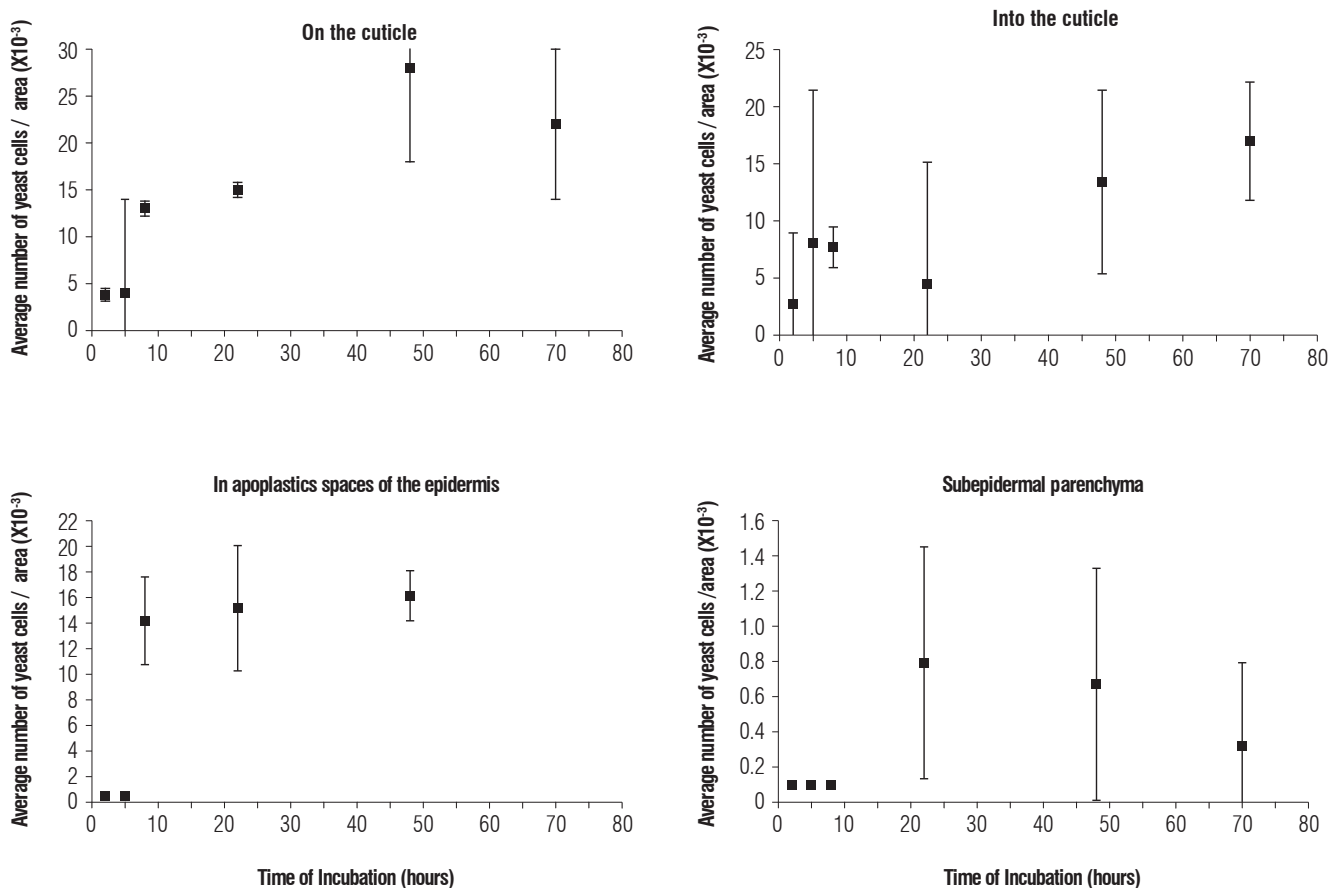 On the cuticle
Average number of yeast cells / area (X10⁻³)
30
25
20
15
10
5
0
0 10 20 30 40 50 60 70 80
Into the cuticle
Average number of yeast cells / area (X10⁻³)
25
20
15
10
5
0
0 10 20 30 40 50 60 70 80
In apoplastics spaces of the epidermis
Average number of yeast cells / area (X10⁻³)
22
20
18
16
14
12
10
8
6
4
2
0
0 10 20 30 40 50 60 70 80
Time of Incubation (hours)
Subepidermal parenchyma
Average number of yeast cells /area (X10⁻³)
1.6
1.4
1.2
1.0
0.8
0.6
0.4
0.2
0
0 10 20 30 40 50 60 70 80
Time of Incubation (hours)